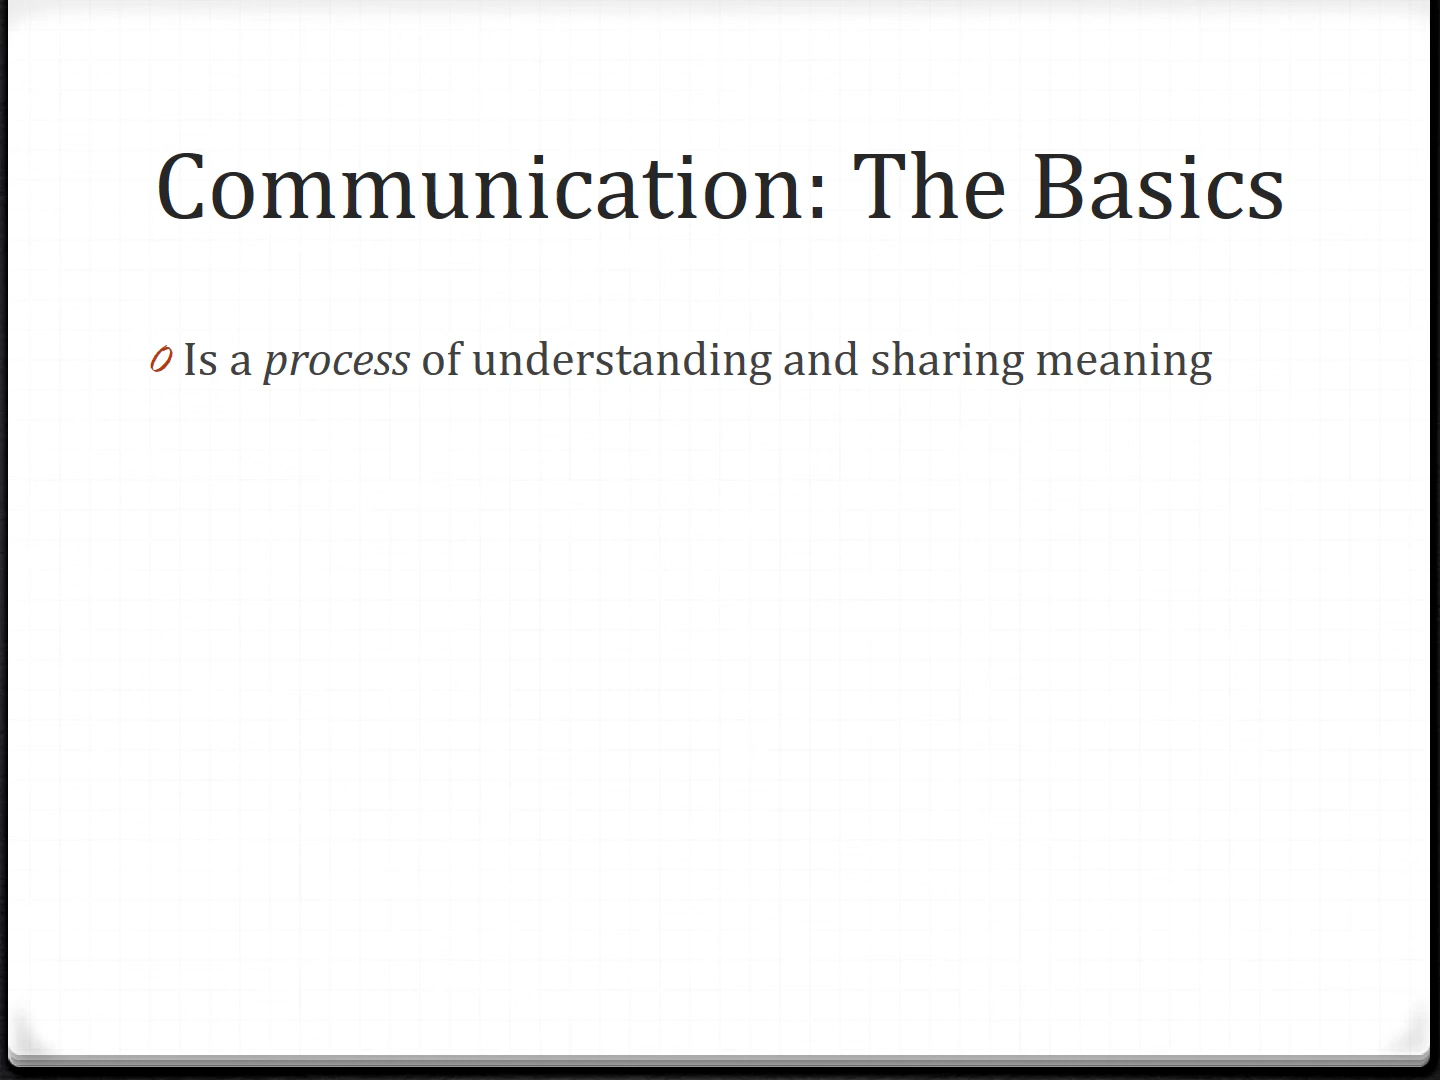 Communication: The Basics
Is a process of understanding and sharing meaning